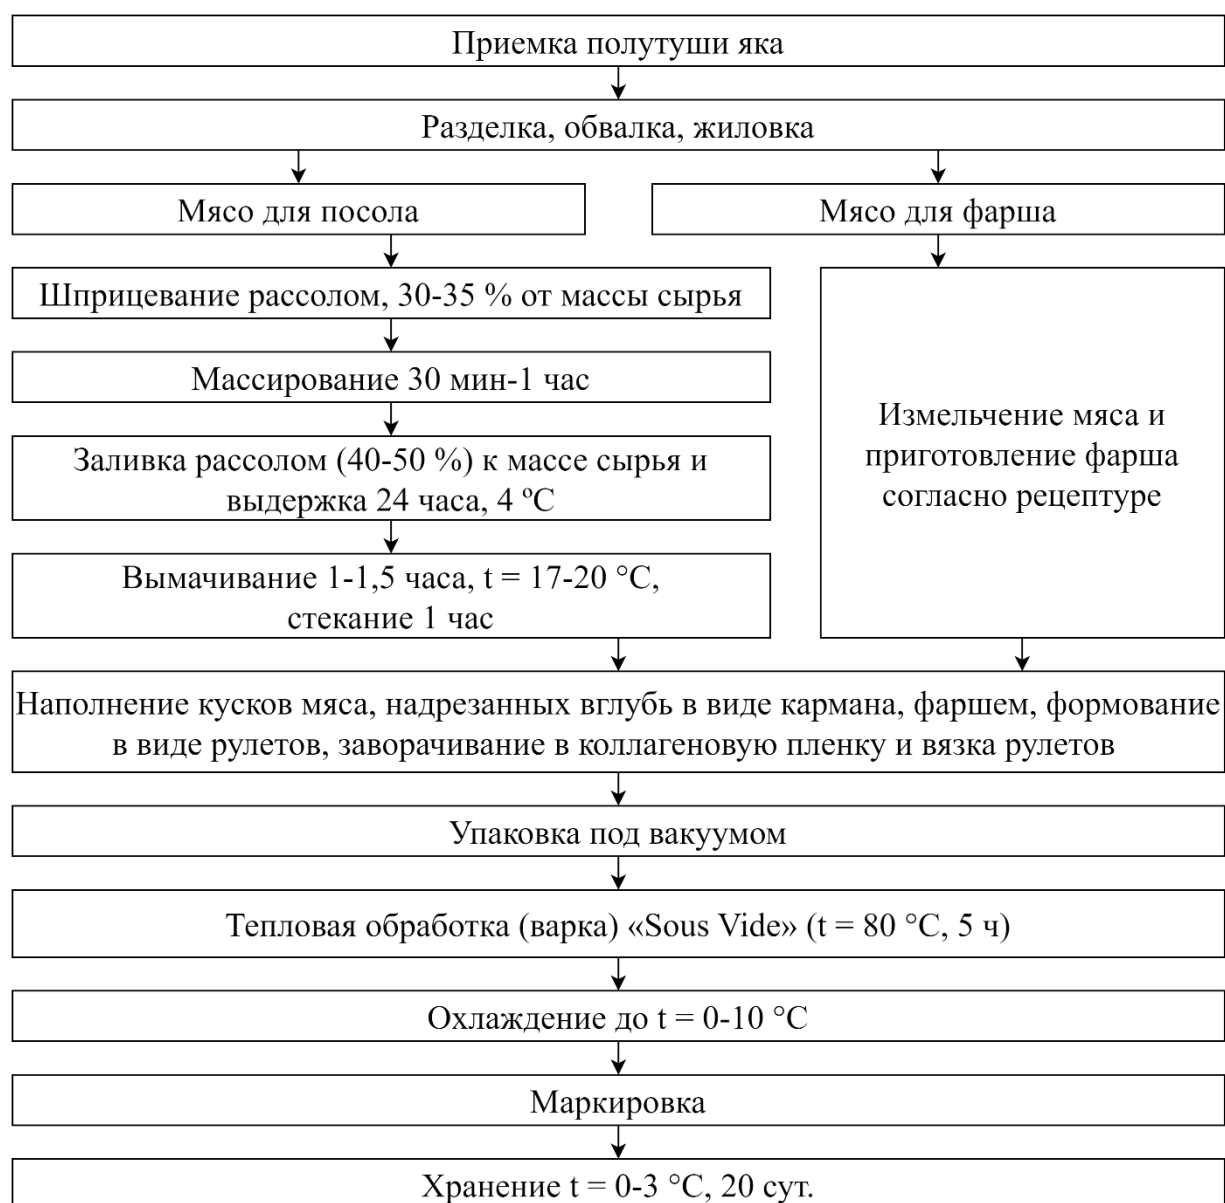 Приемка полутуши яка
Разделка, обвалка, жиловка
Мясо для посола
Мясо для фарша
Шприцевание рассолом, 30-35 % от массы сырья
Массирование 30 мин-1 час
Заливка рассолом (40-50 %) к массе сырья и
выдержка 24 часа, 4 ºС
Вымачивание 1-1,5 часа, t = 17-20 °С,
стекание 1 час
Измельчение мяса и
приготовление фарша
согласно рецептуре
Наполнение кусков мяса, надрезанных вглубь в виде кармана, фаршем, формование
в виде рулетов, заворачивание в коллагеновую пленку и вязка рулетов
Упаковка под вакуумом
Тепловая обработка (варка) «Sous Vide» (t = 80 °С, 5 ч)
Охлаждение до t = 0-10 °С
Маркировка
Хранение t = 0-3 °С, 20 сут.